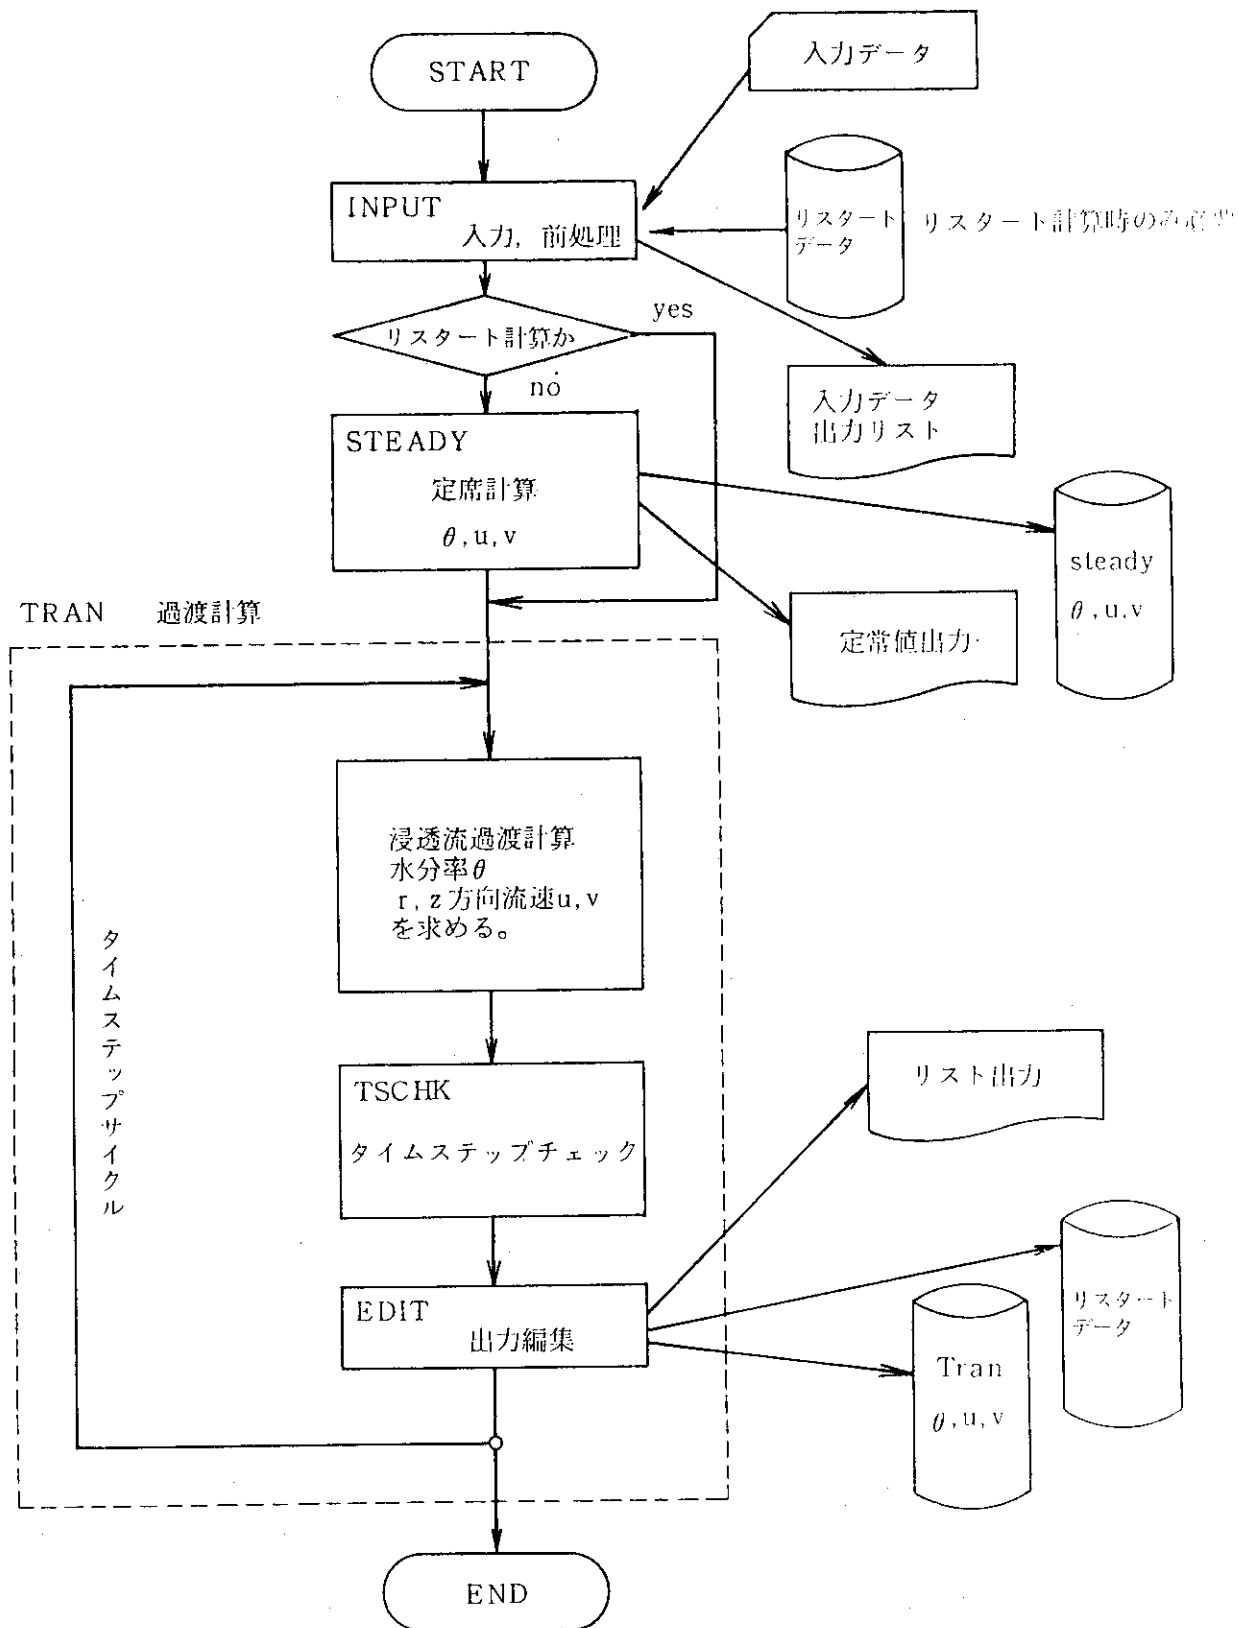 START
入力データ
INPUT
入力, 前処理
リスタート
データ
リスタート計算時のみ必要
リスタート計算か
yes
no
入力データ
出力リスト
STEADY
定席計算
θ, u, v
steady
θ, u, v
定常値出力
TRAN 過渡計算
浸透流過渡計算
水分率θ
r, z方向流速u, v
を求める。
タイムステップサイクル
TSCHK
タイムステップチェック
リスト出力
EDIT
出力編集
リスタート
データ
Tran
θ, u, v
END